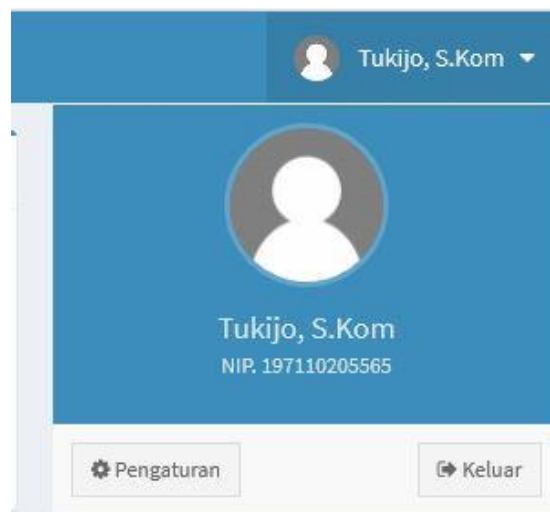 Tukijo, S.Kom
Tukijo, S.Kom
NIP. 197110205565
Pengaturan
Keluar